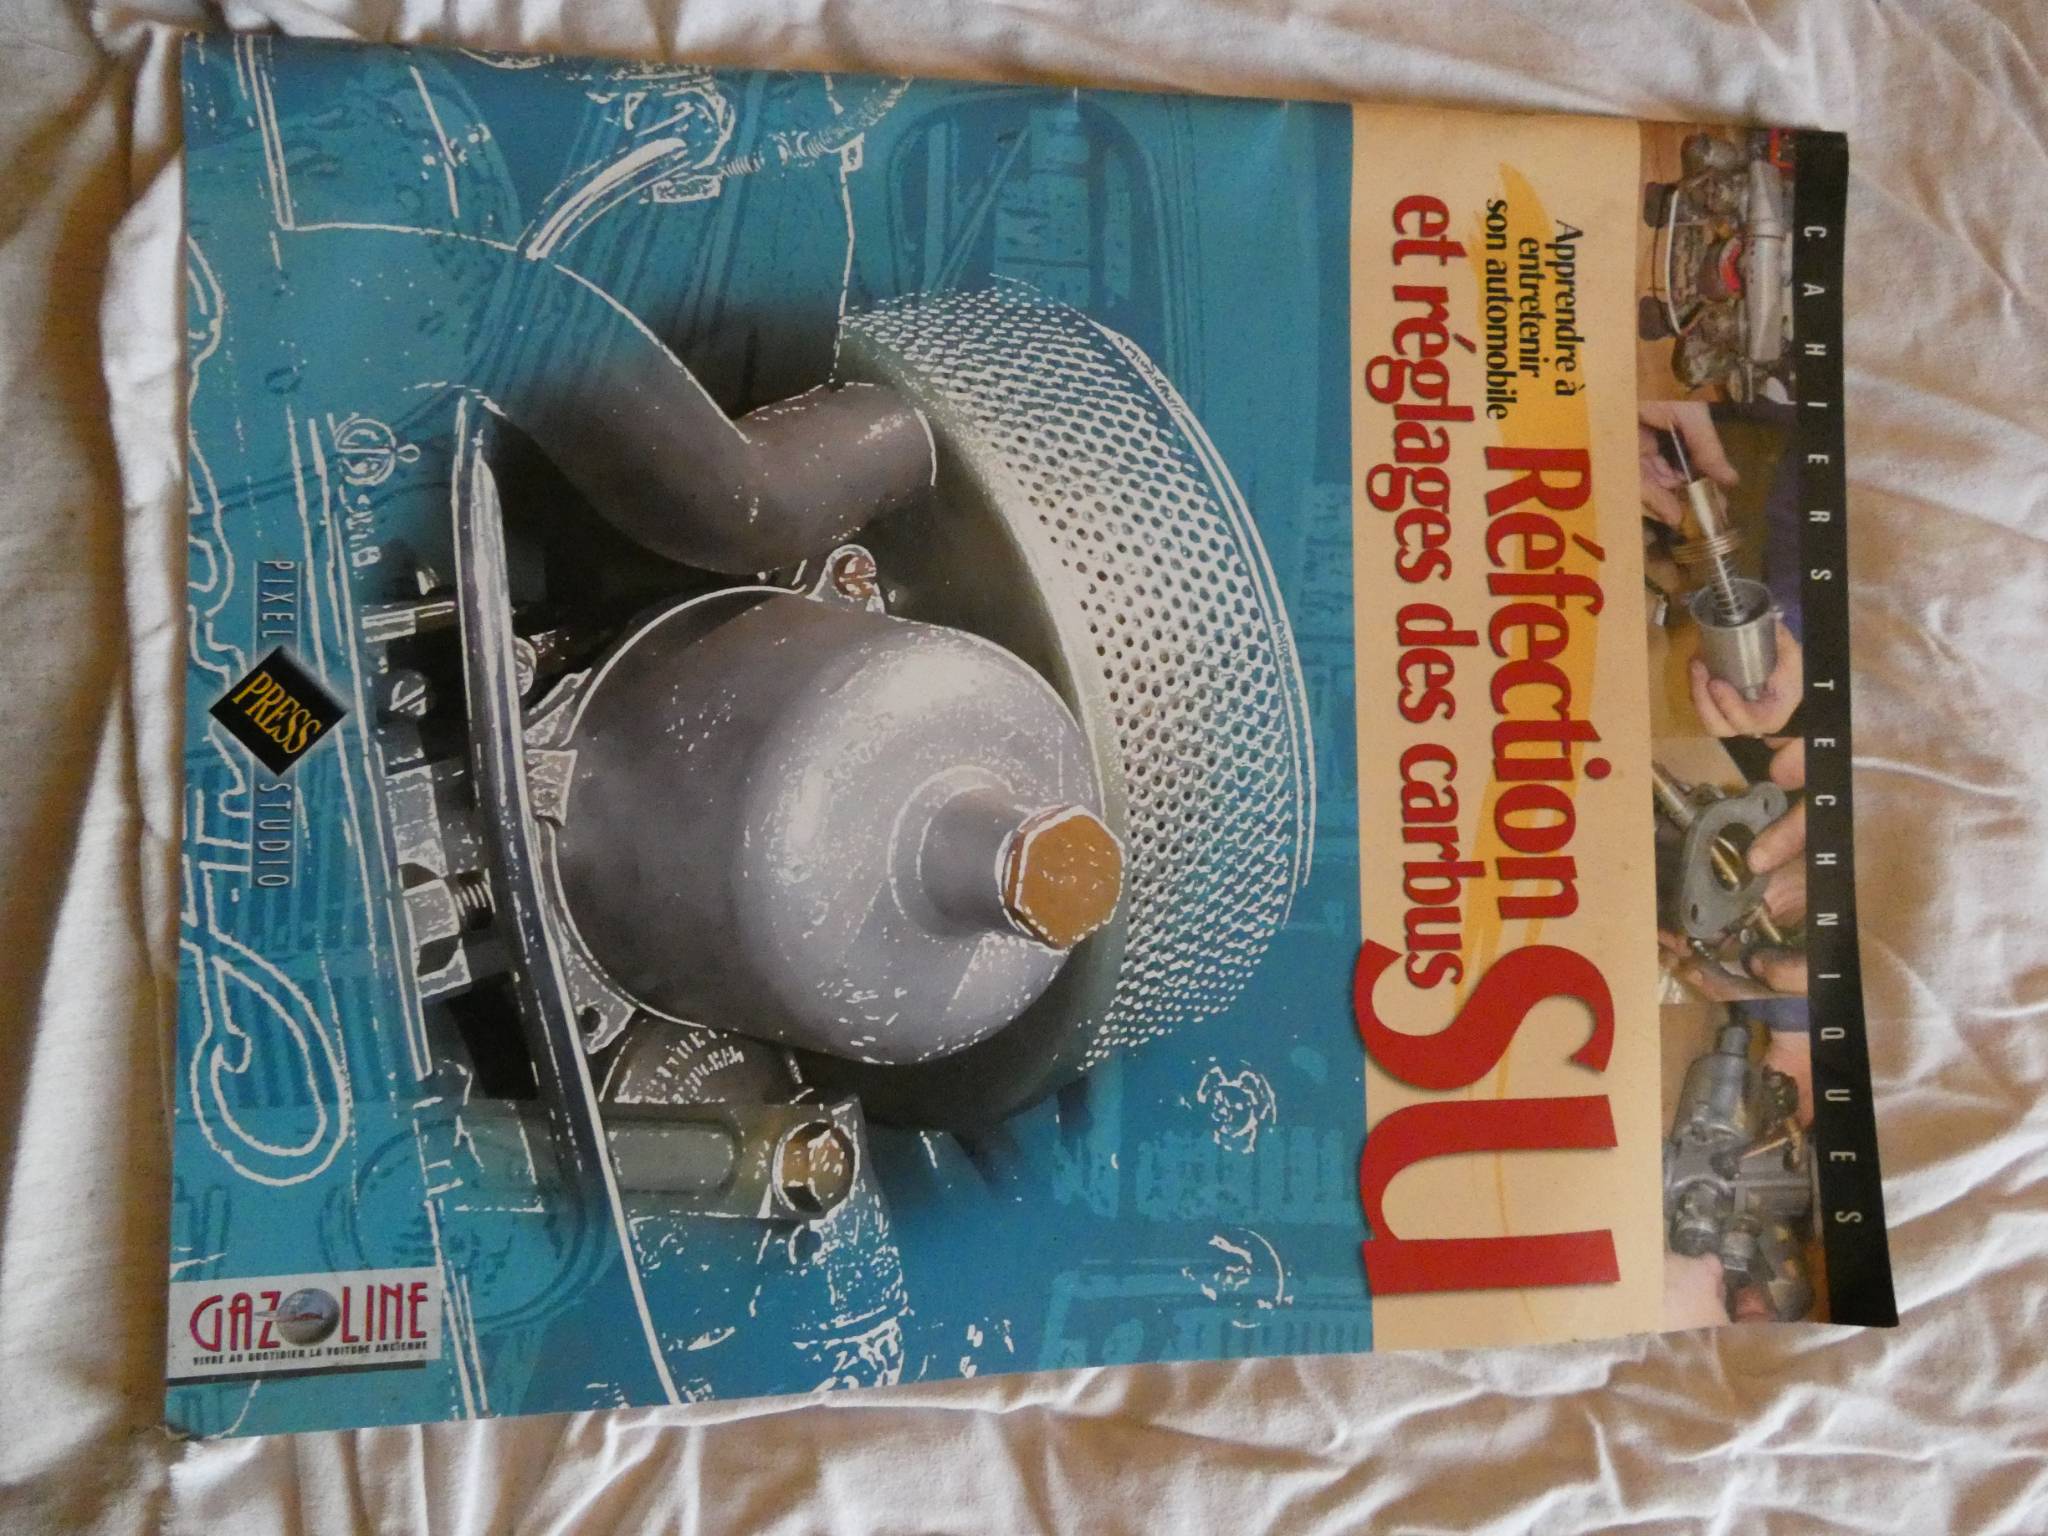 CAHIERS TECHNIQUES
Apprendre à
entretenir
son automobile
Réfection
et réglages des carbus
SU
PIXEL
PRESS
STUDIO
GAZOLINE
VIVRE AU QUOTIDIEN LA VOITURE ANCIENNE